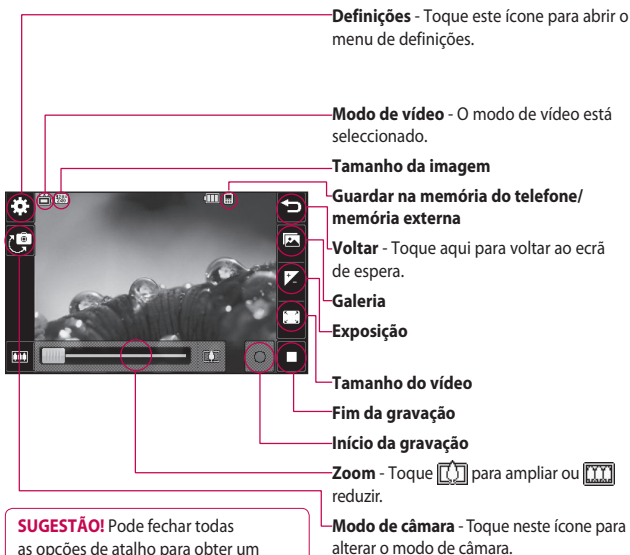 Definições - Toque este ícone para abrir o
menu de definições.
Modo de vídeo - O modo de vídeo está
seleccionado.
Tamanho da imagem
Guardar na memória do telefone/
memória externa
Voltar - Toque aqui para voltar ao ecrã
de espera.
Galeria
Exposição
Tamanho do vídeo
Fim da gravação
Início da gravação
Zoom - Toque para ampliar ou
reduzir.
Modo de câmara - Toque neste ícone para
alterar o modo de câmara.
SUGESTÃO! Pode fechar todas
as opções de atalho para obter um